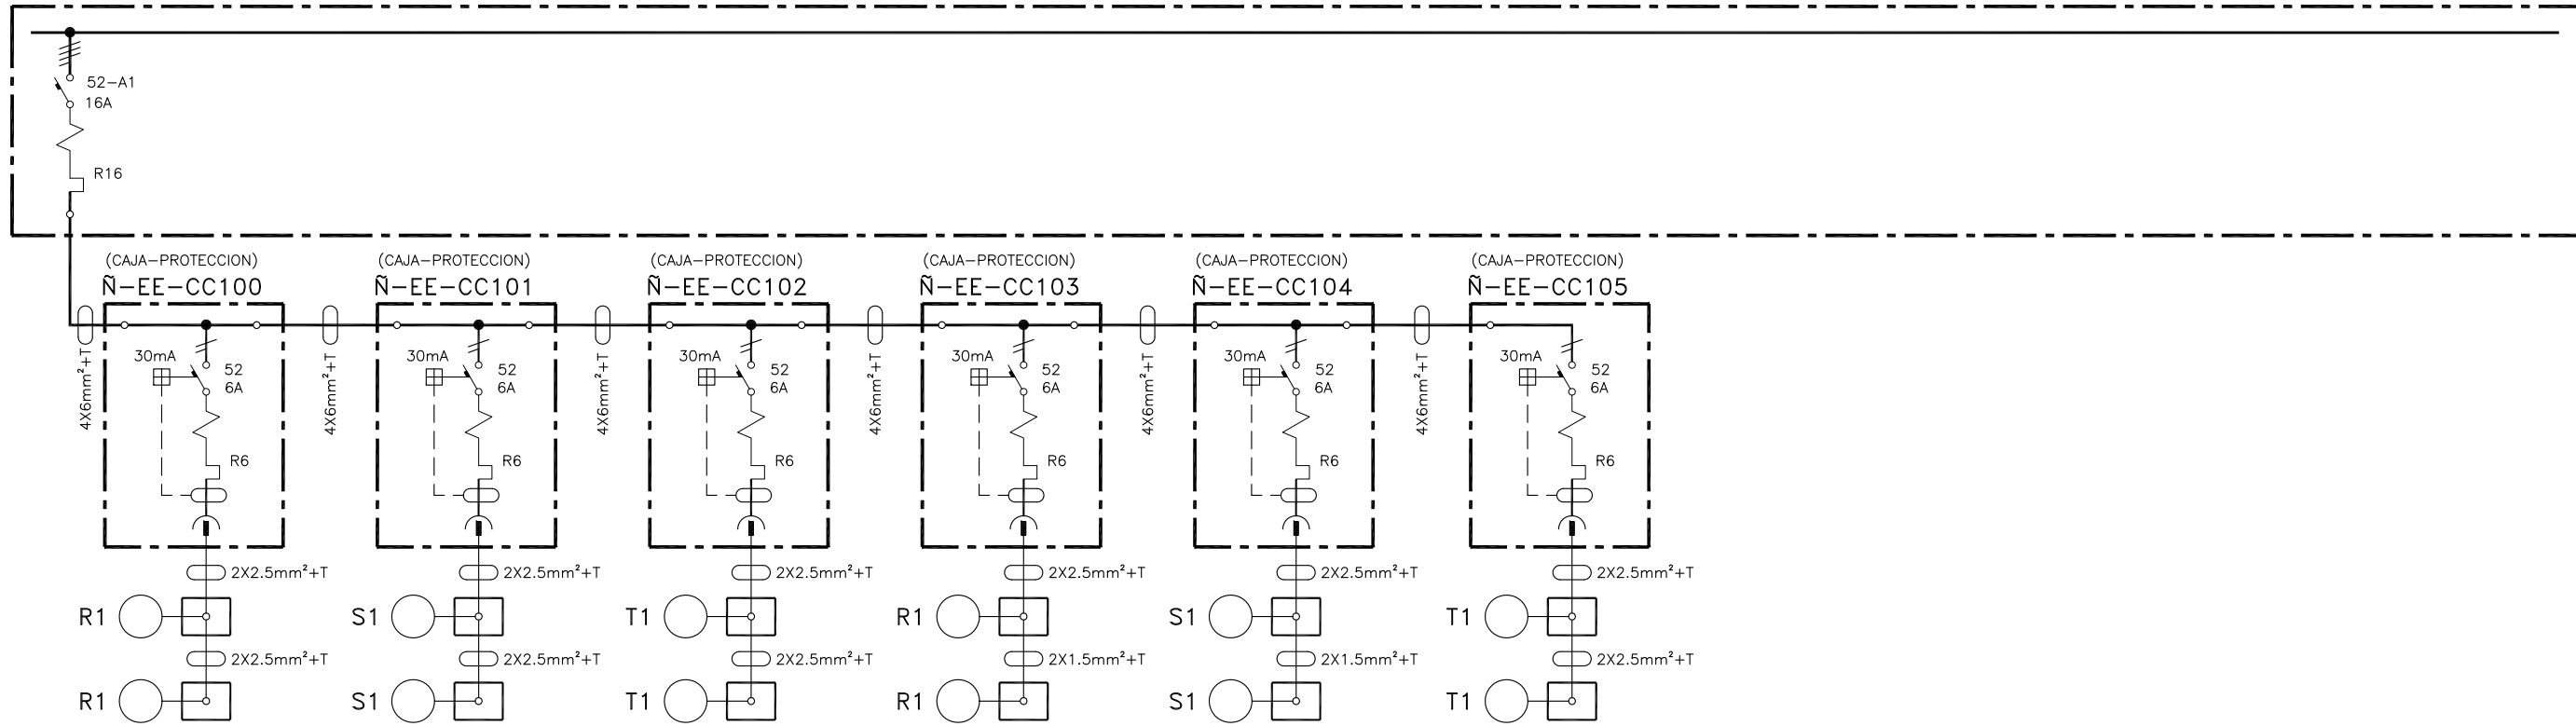 52-A1
16A
R16
(CAJA-PROTECCION) (CAJA-PROTECCION) (CAJA-PROTECCION) (CAJA-PROTECCION) (CAJA-PROTECCION) (CAJA-PROTECCION)
Ñ-EE-CC100 Ñ-EE-CC101 Ñ-EE-CC102 Ñ-EE-CC103 Ñ-EE-CC104 Ñ-EE-CC105
4X6mm²+T 4X6mm²+T 4X6mm²+T 4X6mm²+T 4X6mm²+T 4X6mm²+T
30mA 52 30mA 52 30mA 52 30mA 52 30mA 52 30mA 52
6A 6A 6A 6A 6A 6A
R6 R6 R6 R6 R6 R6
2X2.5mm²+T 2X2.5mm²+T 2X2.5mm²+T 2X2.5mm²+T 2X2.5mm²+T 2X2.5mm²+T
R1 S1 T1 R1 S1 T1
2X2.5mm²+T 2X2.5mm²+T 2X2.5mm²+T 2X1.5mm²+T 2X1.5mm²+T 2X2.5mm²+T
R1 S1 T1 R1 S1 T1